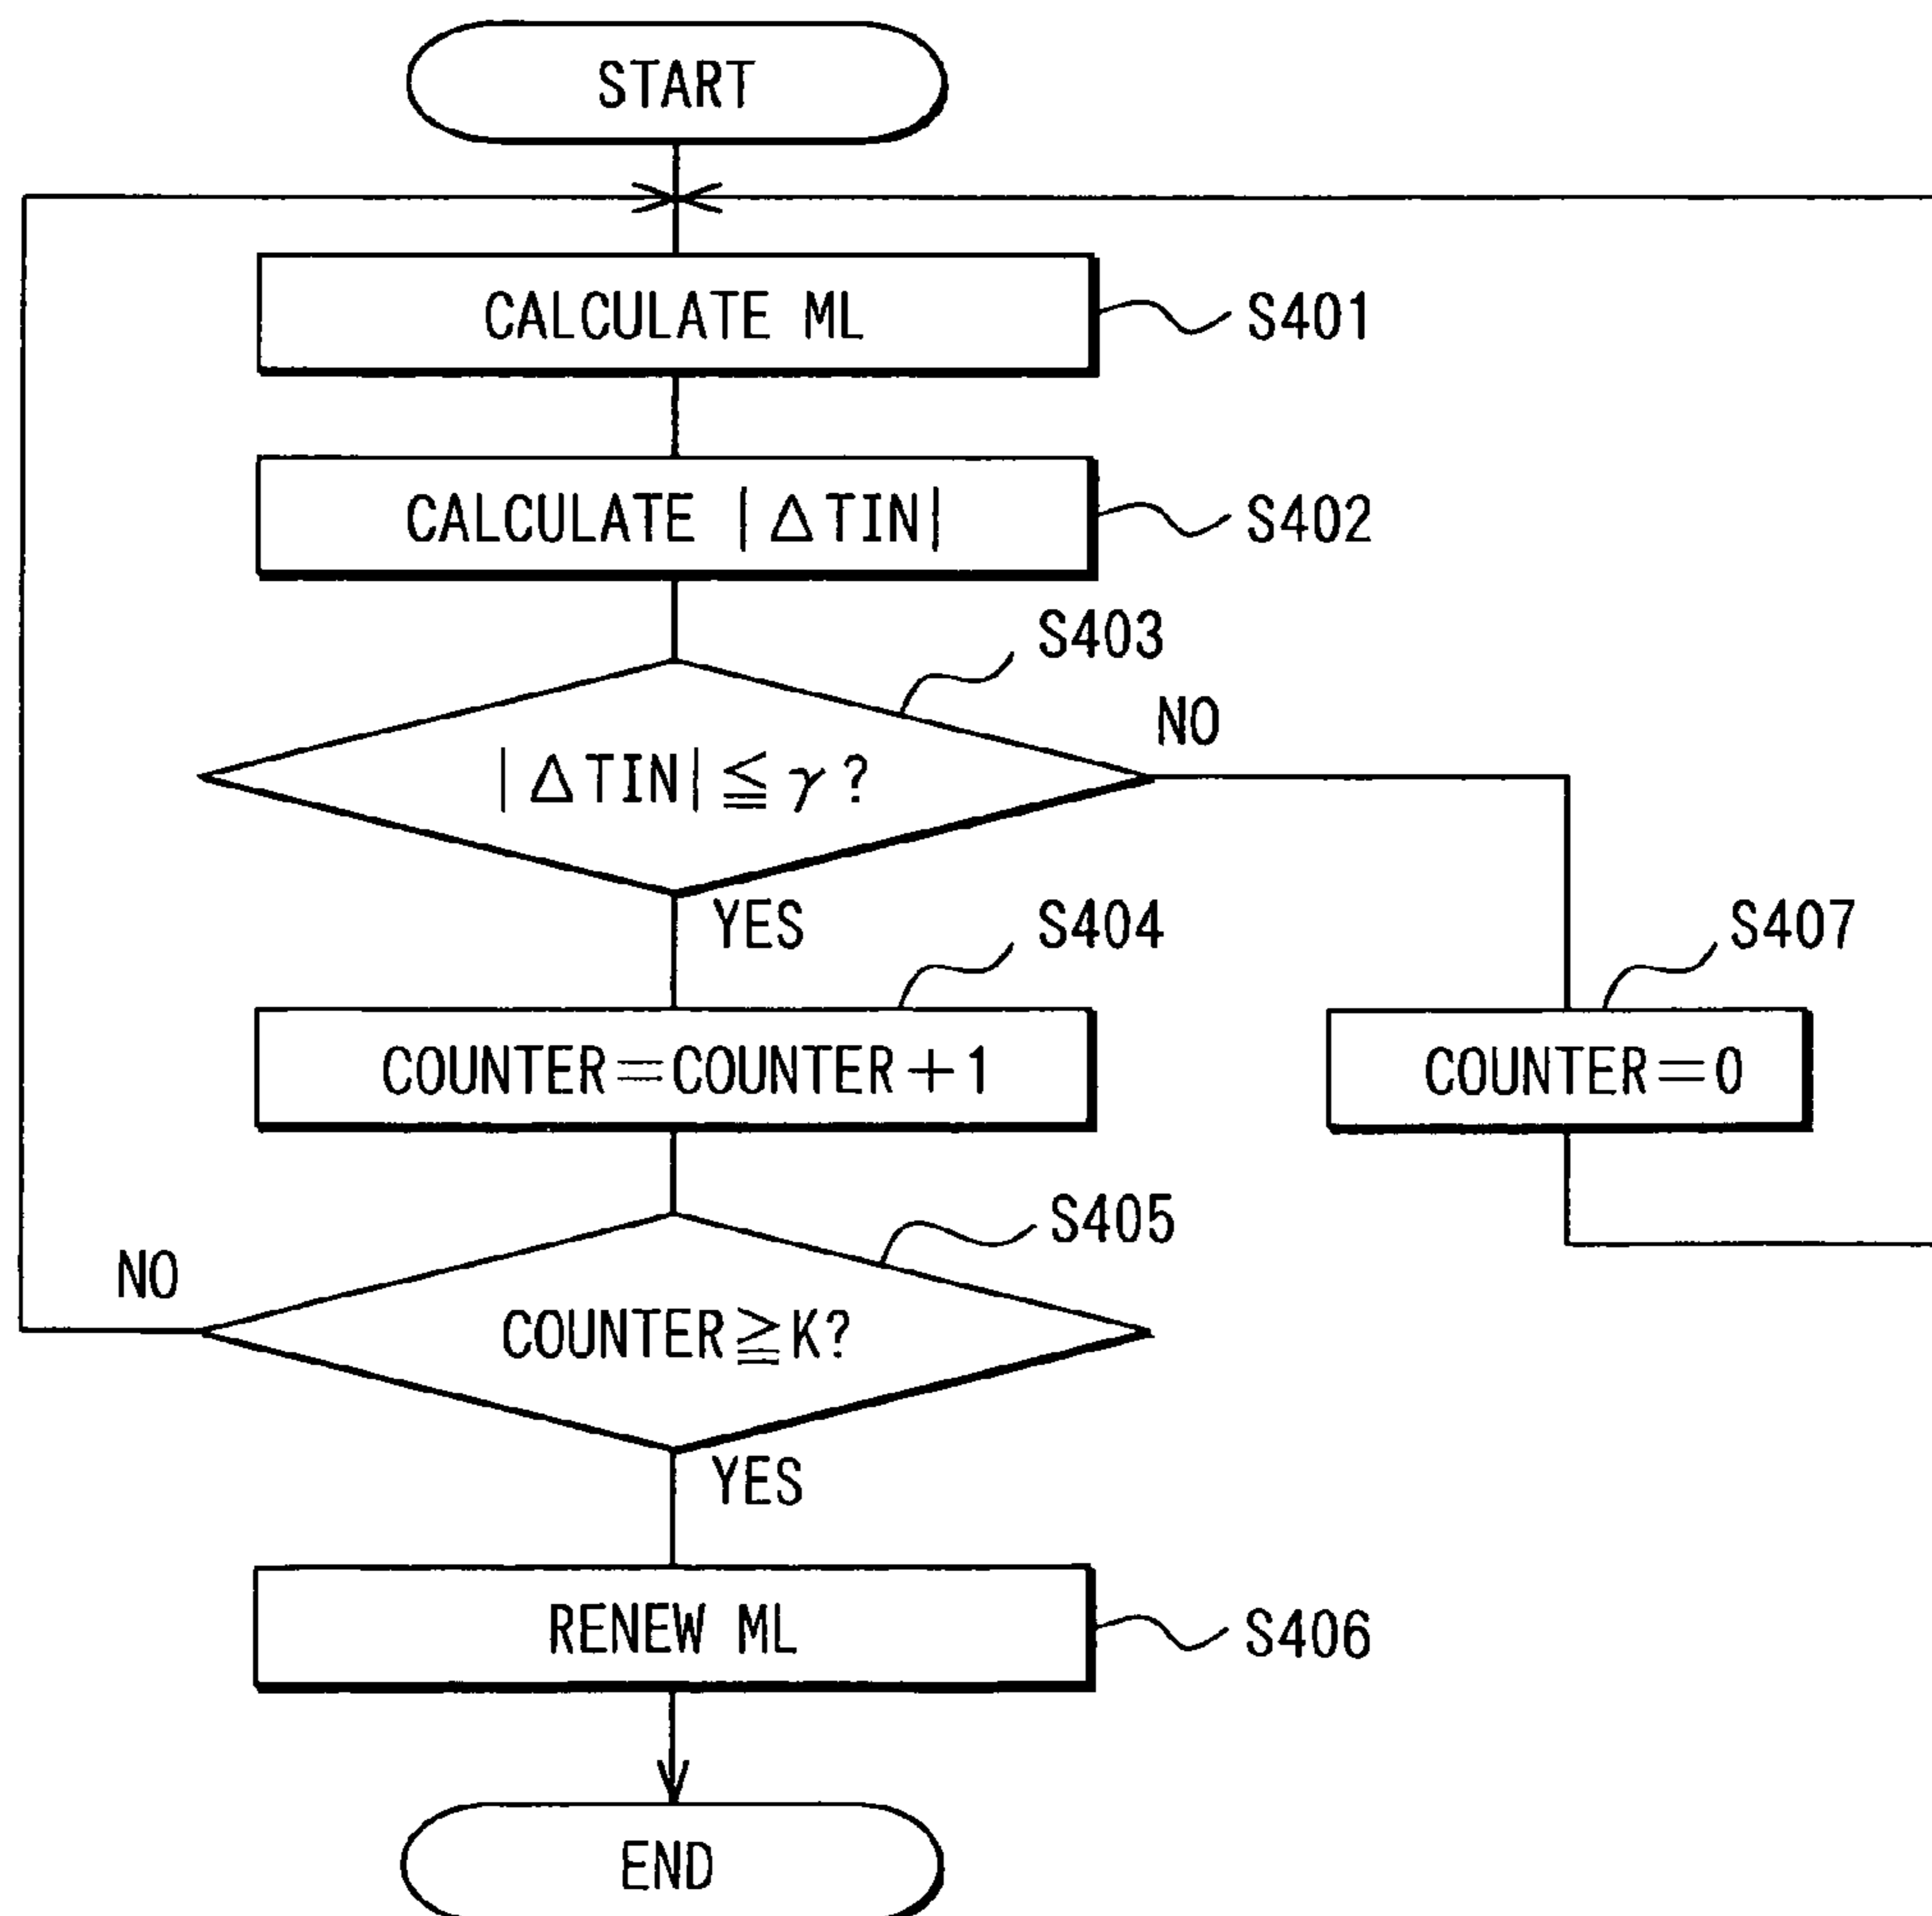 START
CALCULATE ML
S401
CALCULATE |ΔTIN|
S402
S403
|ΔTIN|≦γ?
NO
YES
S404
S407
COUNTER=COUNTER+1
COUNTER=0
S405
NO
COUNTER≧K?
YES
RENEW ML
S406
END